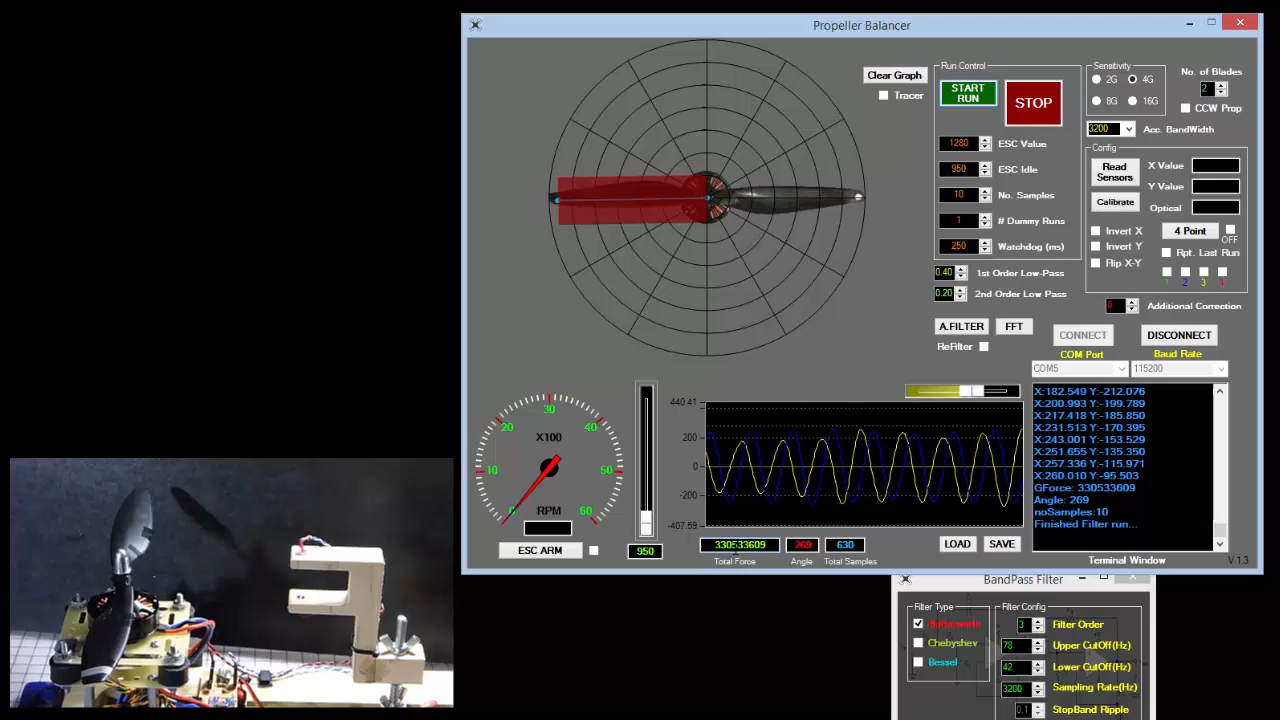 Propeller Balancer
Clear Graph
Tracer
Run Control
START RUN
STOP
1280 ESC Value
950 ESC Idle
10 No. Samples
1 # Dummy Runs
250 Watchdog (ms)
0.40 1st Order Low-Pass
0.20 2nd Order Low Pass
A.FILTER
FFT
ReFilter
Sensitivity
2G 4G
8G 16G
No. of Blades
2
CCW Prop
3200 Acc. BandWidth
Config
Read Sensors
X Value
Y Value
Calibrate
Optical
Invert X
4 Point
OFF
Invert Y
Rpt. Last Run
Flip X-Y
1 2 3 4
0 Additional Correction
CONNECT
DISCONNECT
COM Port
Baud Rate
COM5
115200
X:182.549 Y:-212.076
X:200.993 Y:-199.789
X:217.418 Y:-185.850
X:231.513 Y:-170.395
X:243.001 Y:-153.529
X:251.655 Y:-135.350
X:257.336 Y:-115.971
X:260.010 Y:-95.503
GForce: 330533609
Angle: 269
noSamples:10
Finished Filter run...
Terminal Window
V 1.3
0 10 20 30 40 50 60
X100
RPM
ESC ARM
950
440.41
200
0
-200
-407.59
330533609
269
630
Total Force
Angle
Total Samples
LOAD
SAVE
BandPass Filter
Filter Type
Butterworth
Chebyshev
Bessel
Filter Config
3 Filter Order
78 Upper CutOff(Hz)
42 Lower CutOff(Hz)
3200 Sampling Rate(Hz)
0.1 StopBand Ripple